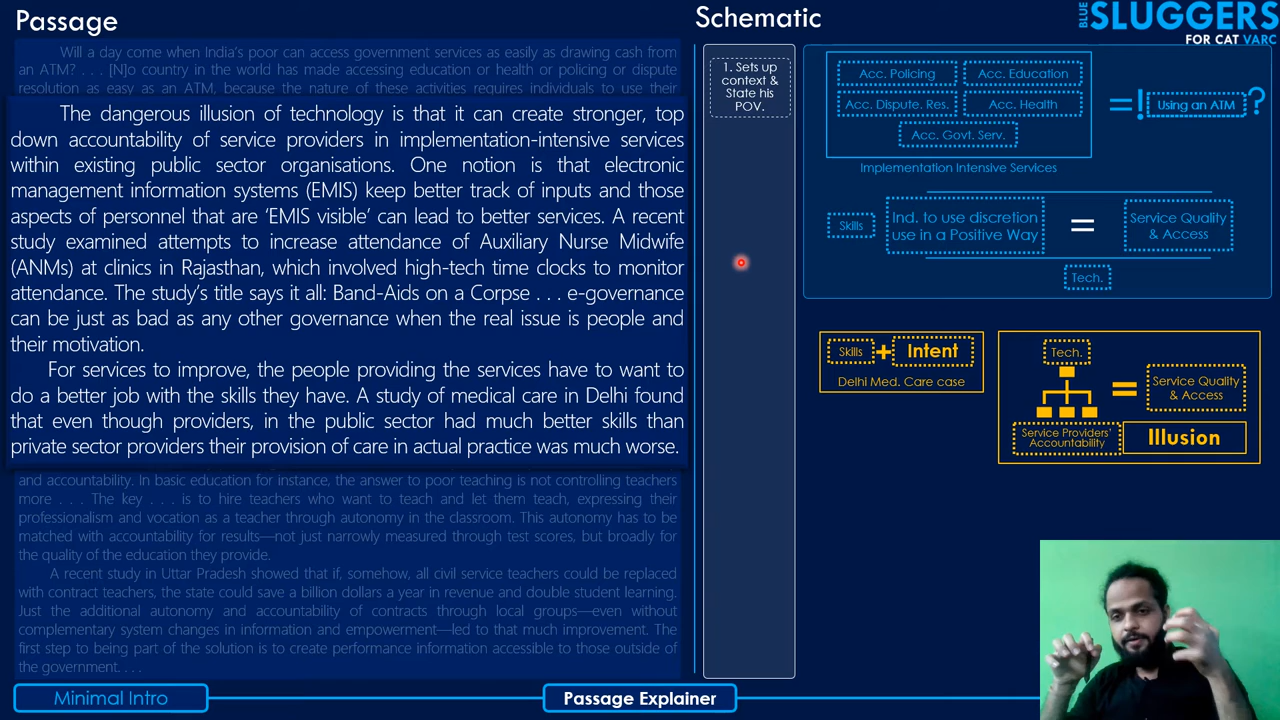 Passage
Schematic
BLUE
SLUGGERS
FOR CAT VARC
Will a day come when India's poor can access government services as easily as drawing cash from
an ATM? . . . [N]o country in the world has made accessing education or health or policing or dispute
resolution as easy as an ATM, because the nature of these activities requires individuals to use their
The dangerous illusion of technology is that it can create stronger, top
down accountability of service providers in implementation-intensive services
within existing public sector organisations. One notion is that electronic
management information systems (EMIS) keep better track of inputs and those
aspects of personnel that are 'EMIS visible' can lead to better services. A recent
study examined attempts to increase attendance of Auxiliary Nurse Midwife
(ANMs) at clinics in Rajasthan, which involved high-tech time clocks to monitor
attendance. The study's title says it all: Band-Aids on a Corpse . . . e-governance
can be just as bad as any other governance when the real issue is people and
their motivation.
For services to improve, the people providing the services have to want to
do a better job with the skills they have. A study of medical care in Delhi found
that even though providers, in the public sector had much better skills than
private sector providers their provision of care in actual practice was much worse.
and accountability. In basic education for instance, the answer to poor teaching is not controlling teachers
more . . . The key . . . is to hire teachers who want to teach and let them teach, expressing their
professionalism and vocation as a teacher through autonomy in the classroom. This autonomy has to be
matched with accountability for results—not just narrowly measured through test scores, but broadly for
the quality of the education they provide.
A recent study in Uttar Pradesh showed that if, somehow, all civil service teachers could be replaced
with contract teachers, the state could save a billion dollars a year in revenue and double student learning.
Just the additional autonomy and accountability of contracts through local groups—even without
complementary system changes in information and empowerment—led to that much improvement. The
first step to being part of the solution is to create performance information accessible to those outside of
the government. . . .
1. Sets up
context &
State his
POV.
Acc. Policing
Acc. Education
Acc. Dispute. Res.
Acc. Health
Acc. Govt. Serv.
=! Using an ATM ?
Implementation Intensive Services
Skills
Ind. to use discretion
use in a Positive Way
=
Service Quality
& Access
Tech.
Skills + Intent
Delhi Med. Care case
Tech.
=
Service Quality
& Access
Service Providers'
Accountability
Illusion
Minimal Intro
Passage Explainer